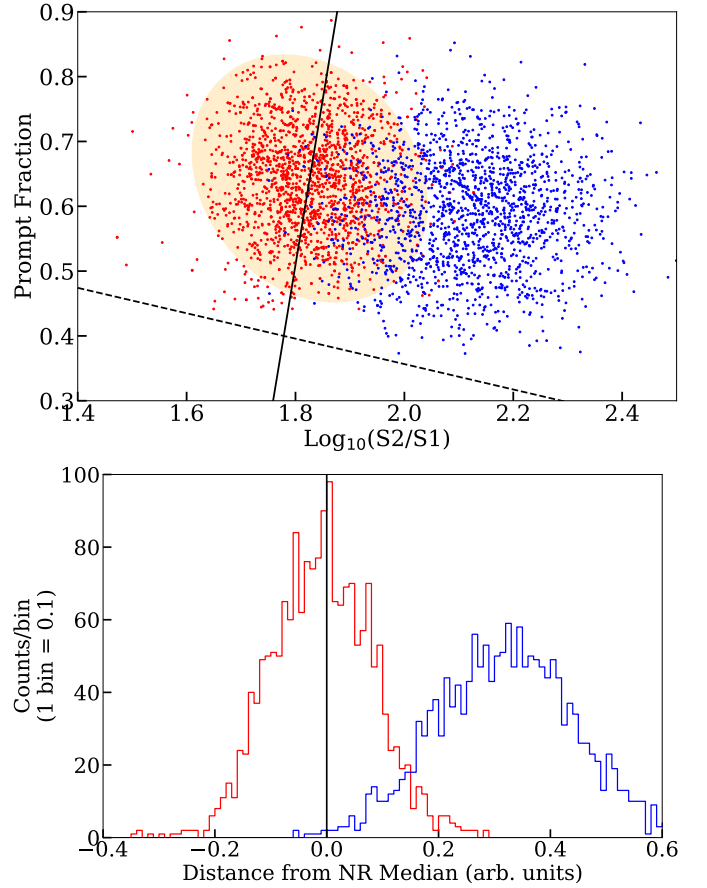 0.9
0.8
0.7
0.6
0.5
0.4
0.3
Prompt Fraction
1.4 1.6 1.8 2.0 2.2 2.4
Log₁₀(S2/S1)
100
80
60
40
20
0
Counts/bin
(1 bin = 0.1)
−0.4 −0.2 0.0 0.2 0.4 0.6
Distance from NR Median (arb. units)